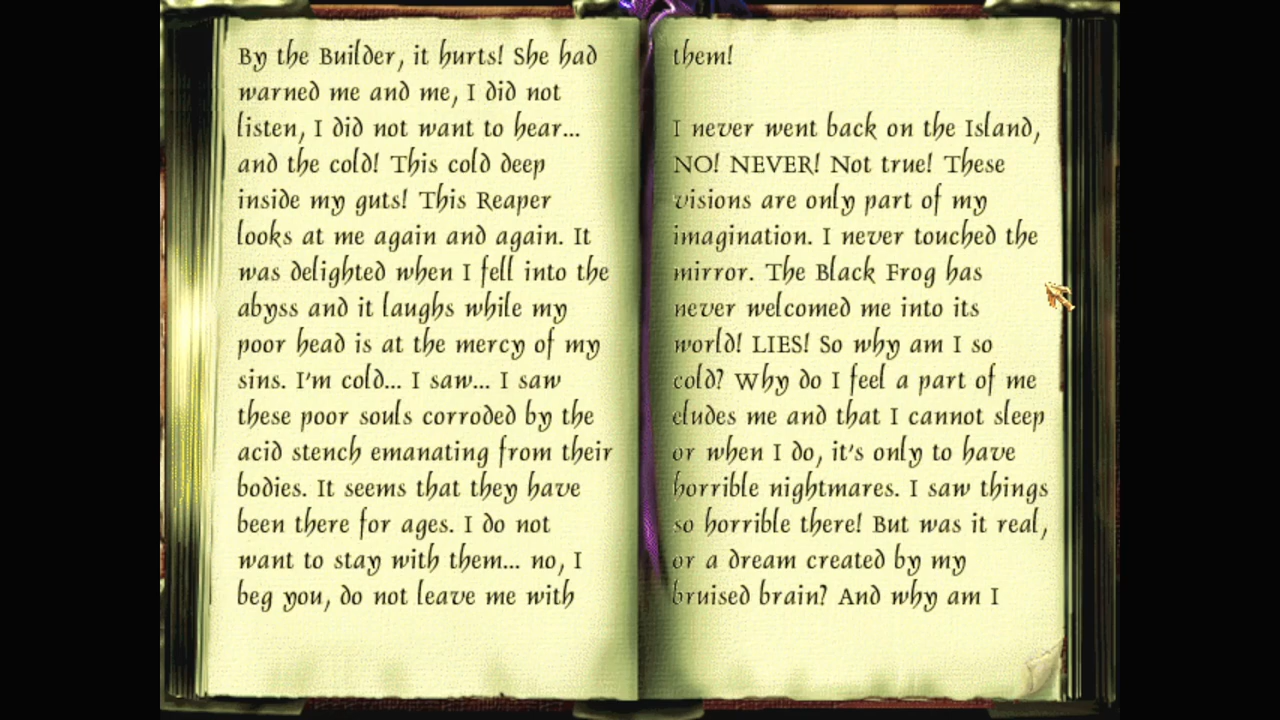 By the Builder, it hurts! She had
warned me and me, I did not
listen, I did not want to hear...
and the cold! This cold deep
inside my guts! This Reaper
looks at me again and again. It
was delighted when I fell into the
abyss and it laughs while my
poor head is at the mercy of my
sins. I'm cold... I saw... I saw
these poor souls corroded by the
acid stench emanating from their
bodies. It seems that they have
been there for ages. I do not
want to stay with them... no, I
beg you, do not leave me with
them!
I never went back on the Island,
NO! NEVER! Not true! These
visions are only part of my
imagination. I never touched the
mirror. The Black Frog has
never welcomed me into its
world! LIES! So why am I so
cold? Why do I feel a part of me
eludes me and that I cannot sleep
or when I do, it's only to have
horrible nightmares. I saw things
so horrible there! But was it real,
or a dream created by my
bruised brain? And why am I